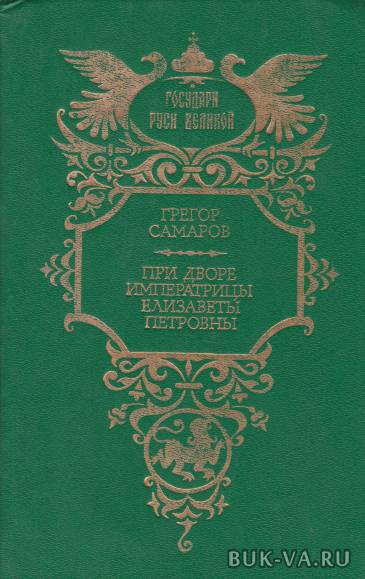 ГОСУДАРИ
РУСИ ВЕЛИКОЙ
ГРЕГОР
САМАРОВ
ПРИ ДВОРЕ
ИМПЕРАТРИЦЫ
ЕЛИЗАВЕТЫ
ПЕТРОВНЫ
BUK-VA.RU